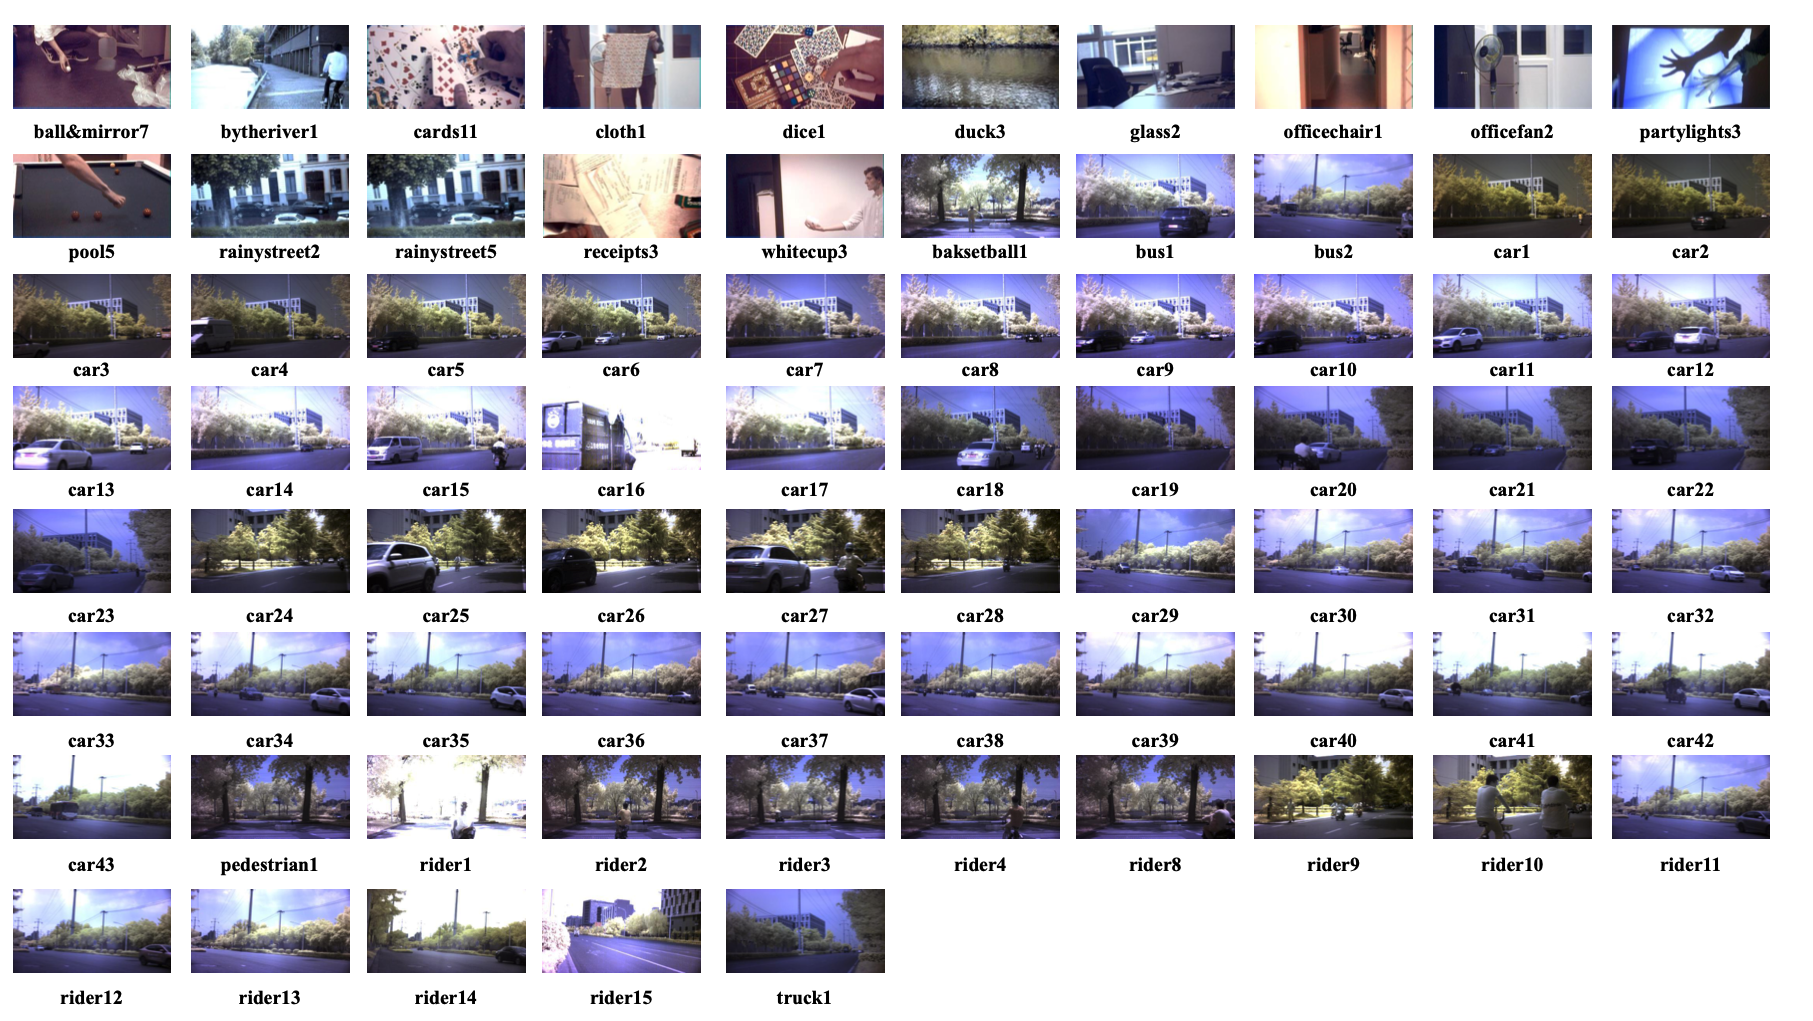 ball&mirror7 bytheriver1 cards11 cloth1 dice1 duck3 glass2 officechair1 officefan2 partylights3
pool5 rainystreet2 rainystreet5 receipts3 whitecup3 baksetball1 bus1 bus2 car1 car2
car3 car4 car5 car6 car7 car8 car9 car10 car11 car12
car13 car14 car15 car16 car17 car18 car19 car20 car21 car22
car23 car24 car25 car26 car27 car28 car29 car30 car31 car32
car33 car34 car35 car36 car37 car38 car39 car40 car41 car42
car43 pedestrian1 rider1 rider2 rider3 rider4 rider8 rider9 rider10 rider11
rider12 rider13 rider14 rider15 truck1